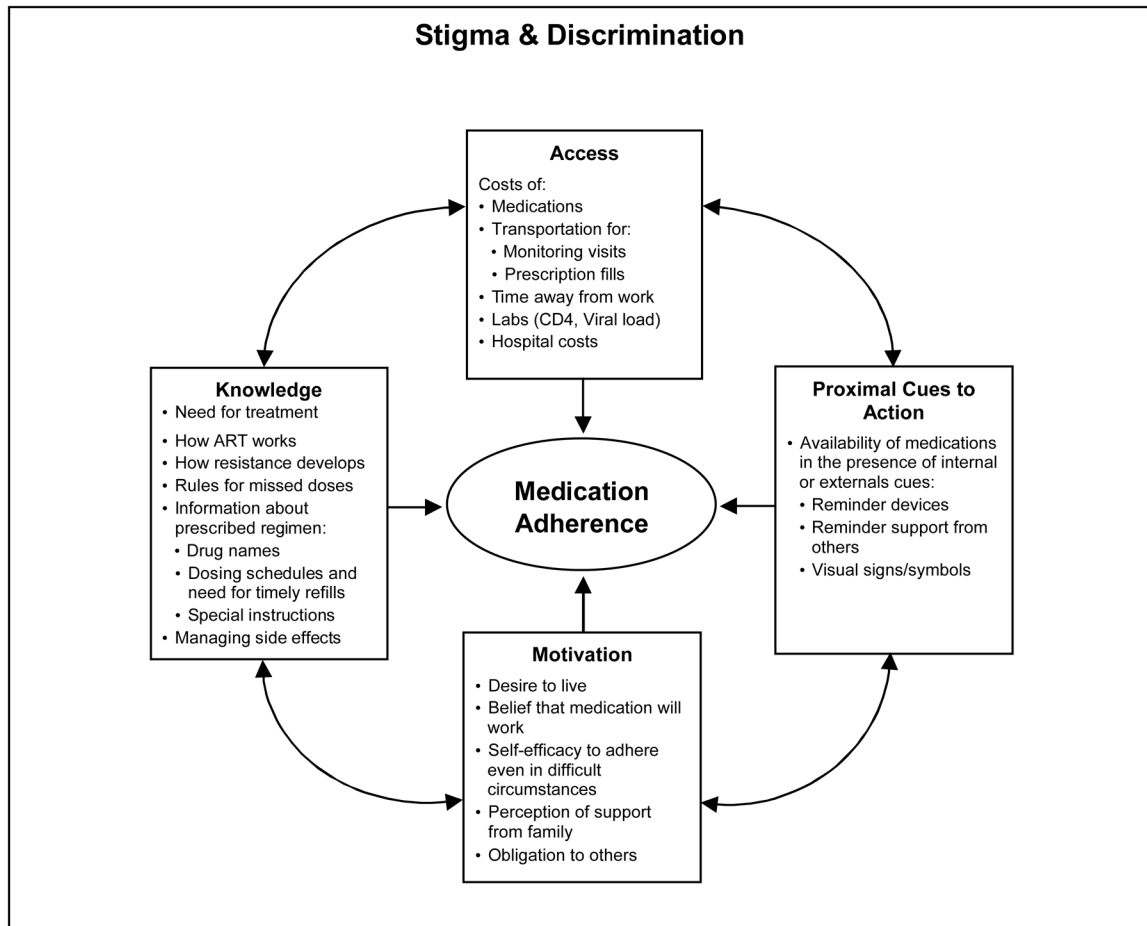 Stigma & Discrimination
Access
Costs of:
• Medications
• Transportation for:
• Monitoring visits
• Prescription fills
• Time away from work
• Labs (CD4, Viral load)
• Hospital costs
Knowledge
• Need for treatment
• How ART works
• How resistance develops
• Rules for missed doses
• Information about
prescribed regimen:
• Drug names
• Dosing schedules and
need for timely refills
• Special instructions
• Managing side effects
Medication
Adherence
Proximal Cues to
Action
• Availability of medications
in the presence of internal
or externals cues:
• Reminder devices
• Reminder support from
others
• Visual signs/symbols
Motivation
• Desire to live
• Belief that medication will
work
• Self-efficacy to adhere
even in difficult
circumstances
• Perception of support
from family
• Obligation to others